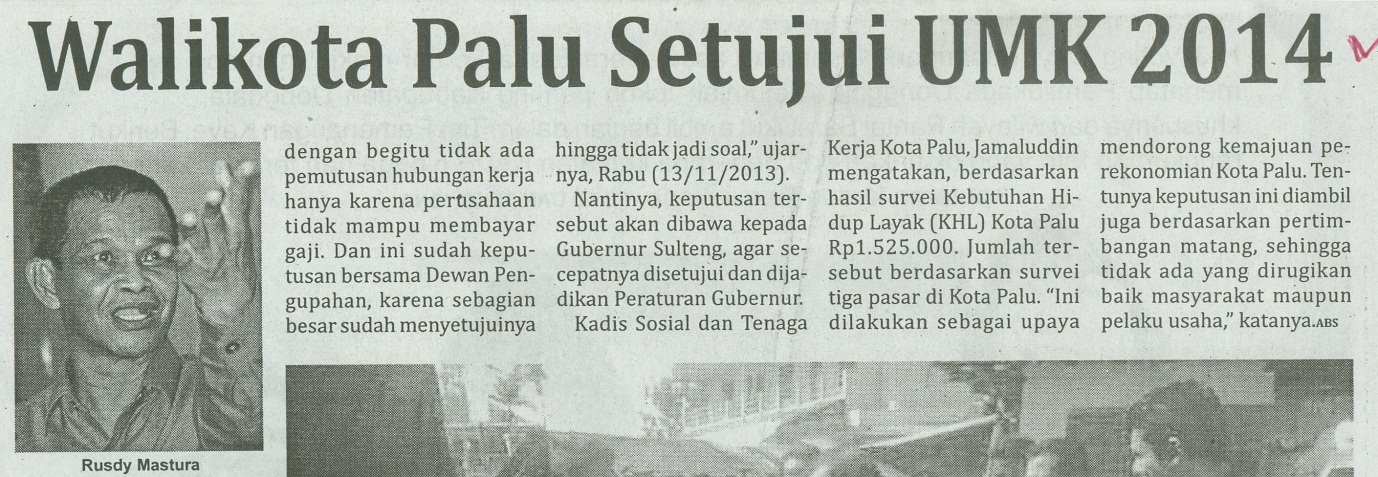 Walikota Palu Setujui UMK 2014
dengan begitu tidak ada
pemutusan hubungan kerja
hanya karena perusahaan
tidak mampu membayar
gaji. Dan ini sudah kepu-
tusan bersama Dewan Pen-
gupahan, karena sebagian
besar sudah menyetujuinya
hingga tidak jadi soal,” ujar-
nya, Rabu (13/11/2013).
Nantinya, keputusan ter-
sebut akan dibawa kepada
Gubernur Sulteng, agar se-
cepatnya disetujui dan dija-
dikan Peraturan Gubernur.
Kadis Sosial dan Tenaga
Kerja Kota Palu, Jamaluddin
mengatakan, berdasarkan
hasil survei Kebutuhan Hi-
dup Layak (KHL) Kota Palu
Rp1.525.000. Jumlah ter-
sebut berdasarkan survei
tiga pasar di Kota Palu. “Ini
dilakukan sebagai upaya
mendorong kemajuan pe-
rekonomian Kota Palu. Ten-
tunya keputusan ini diambil
juga berdasarkan pertim-
bangan matang, sehingga
tidak ada yang dirugikan
baik masyarakat maupun
pelaku usaha,” katanya.ABS
Rusdy Mastura